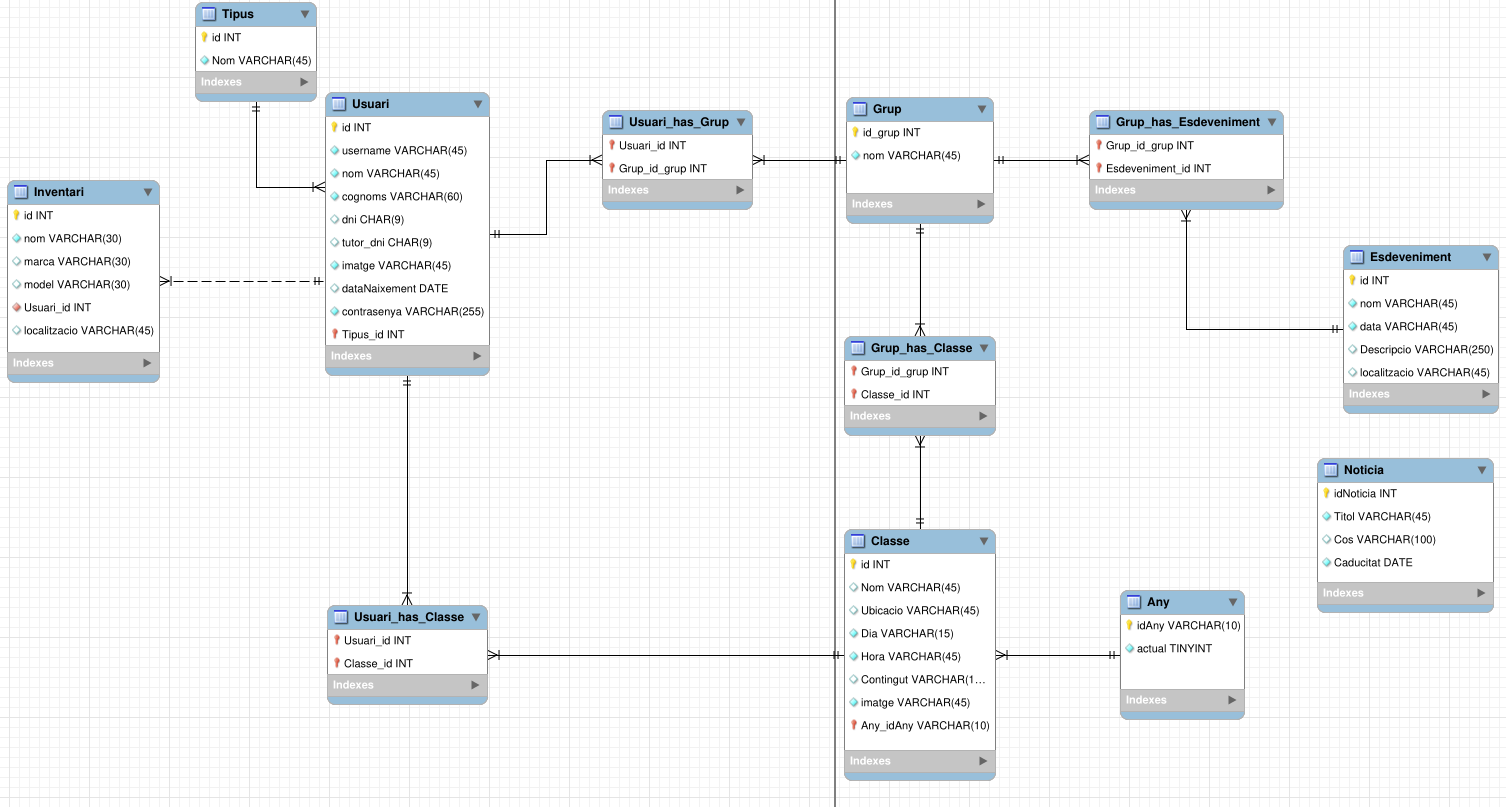 Tipus
id INT
Nom VARCHAR(45)
Indexes
Usuari
id INT
username VARCHAR(45)
nom VARCHAR(45)
cognoms VARCHAR(60)
dni CHAR(9)
tutor_dni CHAR(9)
imatge VARCHAR(45)
dataNaixement DATE
contrasenya VARCHAR(255)
Tipus_id INT
Indexes
Inventari
id INT
nom VARCHAR(30)
marca VARCHAR(30)
model VARCHAR(30)
Usuari_id INT
localitzacio VARCHAR(45)
Indexes
Usuari_has_Grup
Usuari_id INT
Grup_id_grup INT
Indexes
Grup
id_grup INT
nom VARCHAR(45)
Indexes
Grup_has_Esdeveniment
Grup_id_grup INT
Esdeveniment_id INT
Indexes
Esdeveniment
id INT
nom VARCHAR(45)
data VARCHAR(45)
Descripcio VARCHAR(250)
localitzacio VARCHAR(45)
Indexes
Grup_has_Classe
Grup_id_grup INT
Classe_id INT
Indexes
Noticia
idNoticia INT
Titol VARCHAR(45)
Cos VARCHAR(100)
Caducitat DATE
Indexes
Classe
id INT
Nom VARCHAR(45)
Ubicacio VARCHAR(45)
Dia VARCHAR(15)
Hora VARCHAR(45)
Contingut VARCHAR(1...
imatge VARCHAR(45)
Any_idAny VARCHAR(10)
Indexes
Any
idAny VARCHAR(10)
actual TINYINT
Indexes
Usuari_has_Classe
Usuari_id INT
Classe_id INT
Indexes